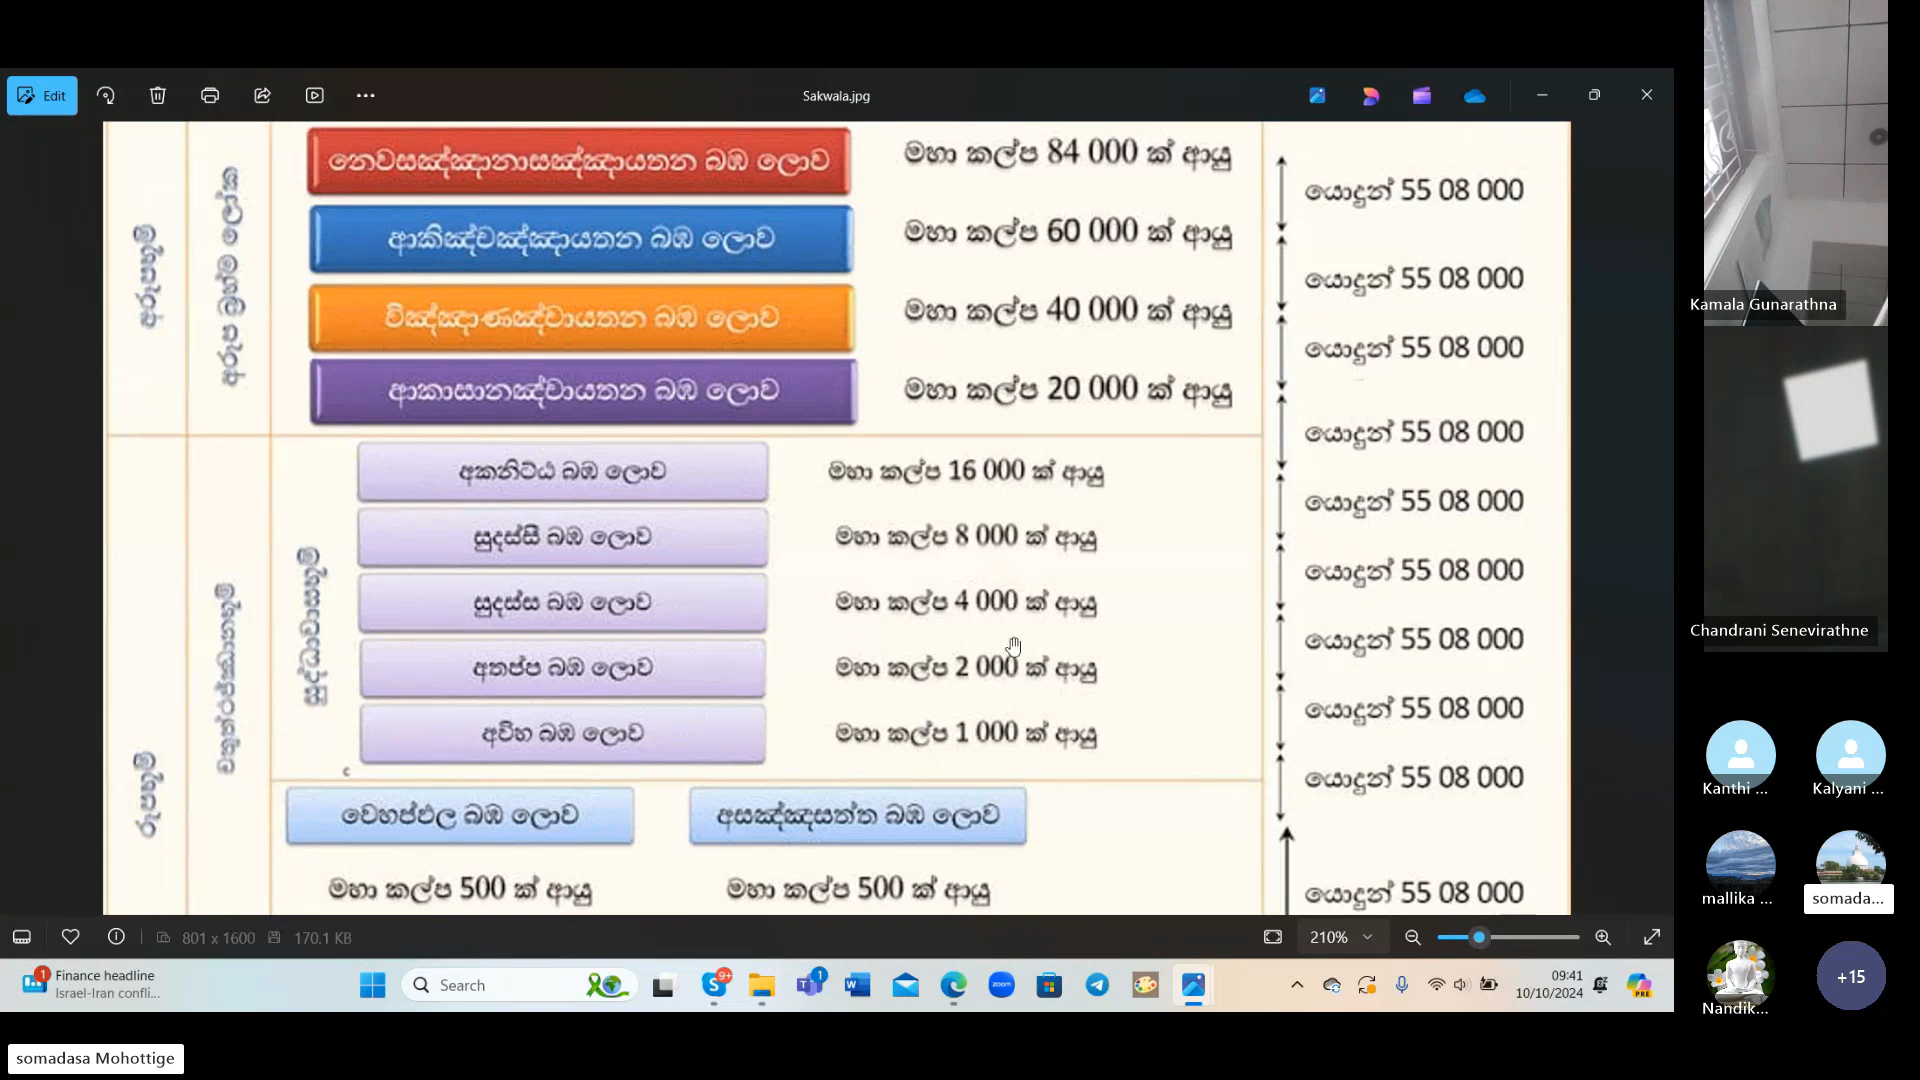 Edit
Sakwala.jpg
අරූපභූමි
අරූප බ්‍රහ්ම ලෝක
නෙවසඤ්ඤානාසඤ්ඤායතන බඹ ලොව
මහා කල්ප 84 000 ක් ආයු
යොදුන් 55 08 000
ආකිඤ්චඤ්ඤායතන බඹ ලොව
මහා කල්ප 60 000 ක් ආයු
යොදුන් 55 08 000
විඤ්ඤාණඤ්චායතන බඹ ලොව
මහා කල්ප 40 000 ක් ආයු
යොදුන් 55 08 000
ආකාසානඤ්චායතන බඹ ලොව
මහා කල්ප 20 000 ක් ආයු
යොදුන් 55 08 000
රූපභූමි
චතුත්ථජ්ඣානභූමි
සුද්ධාවාසභූමි
අකනිට්ඨ බඹ ලොව
මහා කල්ප 16 000 ක් ආයු
යොදුන් 55 08 000
සුදස්සී බඹ ලොව
මහා කල්ප 8 000 ක් ආයු
යොදුන් 55 08 000
සුදස්ස බඹ ලොව
මහා කල්ප 4 000 ක් ආයු
යොදුන් 55 08 000
අතප්ප බඹ ලොව
මහා කල්ප 2 000 ක් ආයු
යොදුන් 55 08 000
අවිහ බඹ ලොව
මහා කල්ප 1 000 ක් ආයු
යොදුන් 55 08 000
c
වෙහප්ඵල බඹ ලොව
අසඤ්ඤසත්ත බඹ ලොව
මහා කල්ප 500 ක් ආයු
මහා කල්ප 500 ක් ආයු
යොදුන් 55 08 000
801 x 1600
170.1 KB
210%
1
Finance headline
Israel-Iran confli...
Search
9+
1
zoom
PRE
09:41
10/10/2024
Kamala Gunarathna
Chandrani Senevirathne
Kanthi ...
Kalyani ...
mallika ...
somada...
Nandik...
+15
somadasa Mohottige